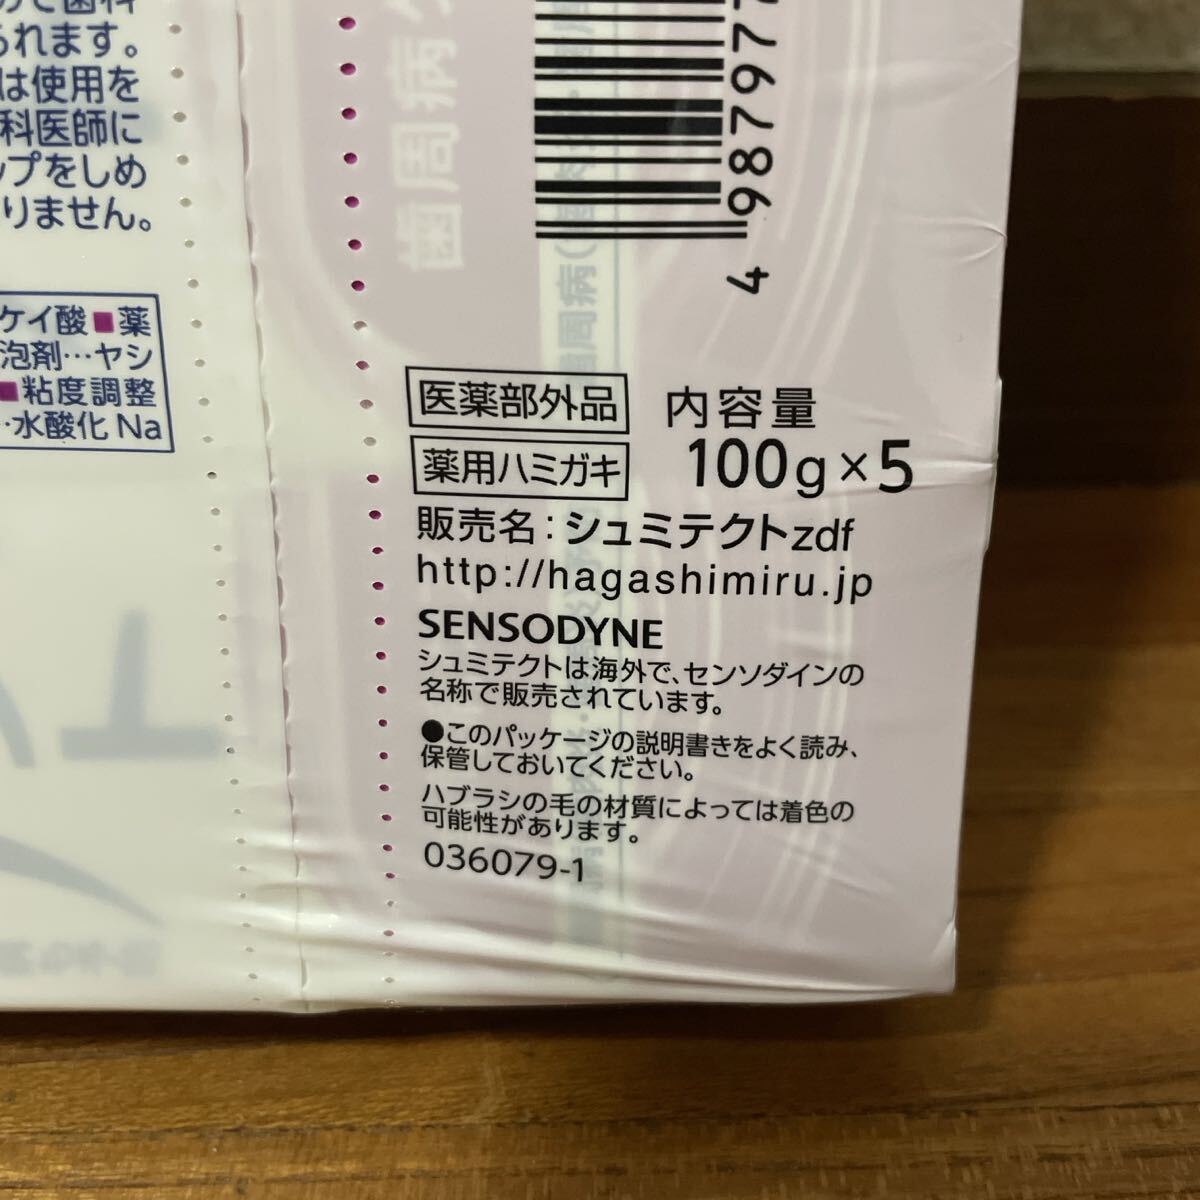 られます。
は使用を
科医師に
ップをしめ
りません。
ケイ酸■薬
泡剤…ヤシ
■粘度調整
水酸化Na
歯周病
4
医薬部外品
内容量
薬用ハミガキ
100g×5
販売名：シュミテクトzdf
http://hagashimiru.jp
SENSODYNE
シュミテクトは海外で、センソダインの
名称で販売されています。
●このパッケージの説明書きをよく読み、
保管しておいてください。
ハブラシの毛の材質によっては着色の
可能性があります。
036079-1